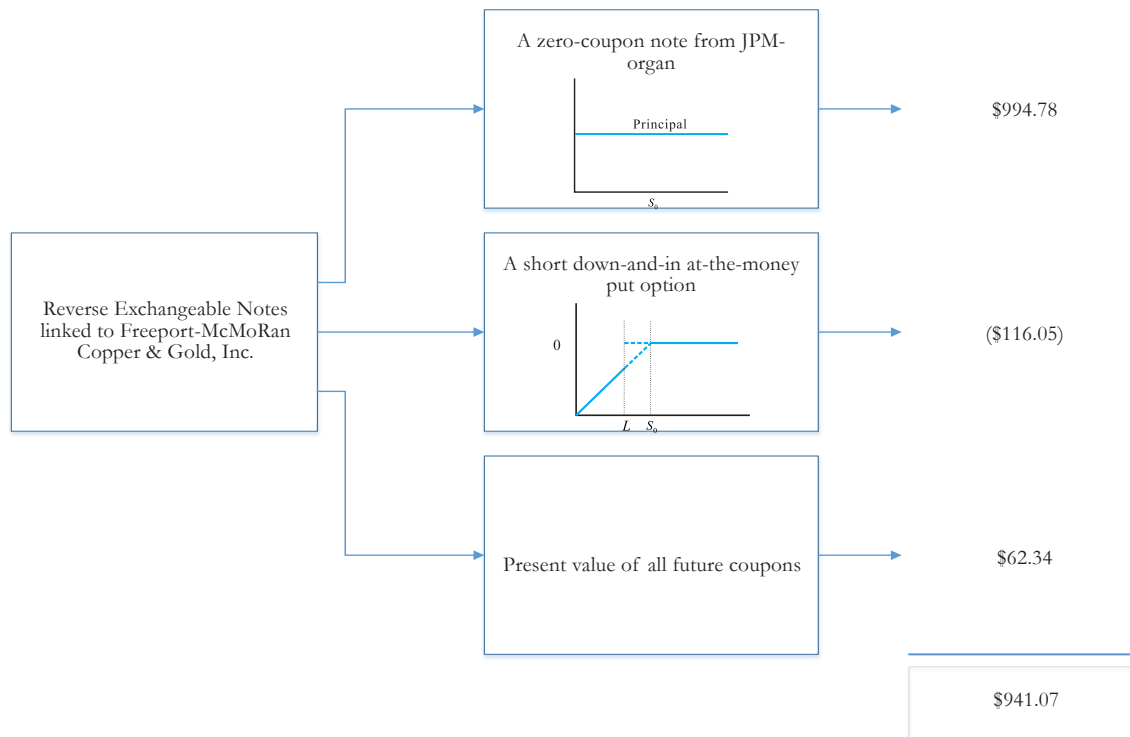 A zero-coupon note from JPM-
organ
Principal
S₀
$994.78
Reverse Exchangeable Notes
linked to Freeport-McMoRan
Copper & Gold, Inc.
A short down-and-in at-the-money
put option
0
L S₀
($116.05)
Present value of all future coupons
$62.34
$941.07